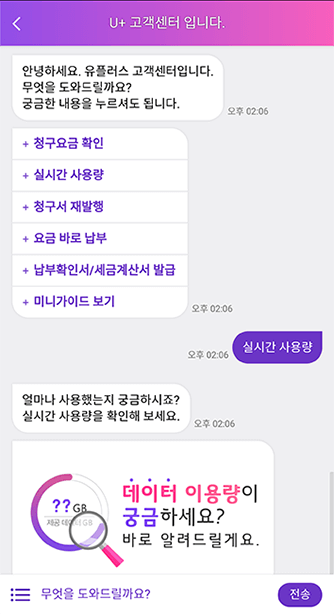 U+ 고객센터 입니다.
안녕하세요. 유플러스 고객센터입니다.
무엇을 도와드릴까요?
궁금한 내용을 누르셔도 됩니다.
오후 02:06
+ 청구요금 확인
+ 실시간 사용량
+ 청구서 재발행
+ 요금 바로 납부
+ 납부확인서/세금계산서 발급
+ 미니가이드 보기
오후 02:06
오후 02:06
실시간 사용량
얼마나 사용했는지 궁금하시죠?
실시간 사용량을 확인해 보세요.
오후 02:06
??GB
제공 데이터 GB
데이터 이용량이
궁금하세요?
바로 알려드릴게요.
무엇을 도와드릴까요?
전송